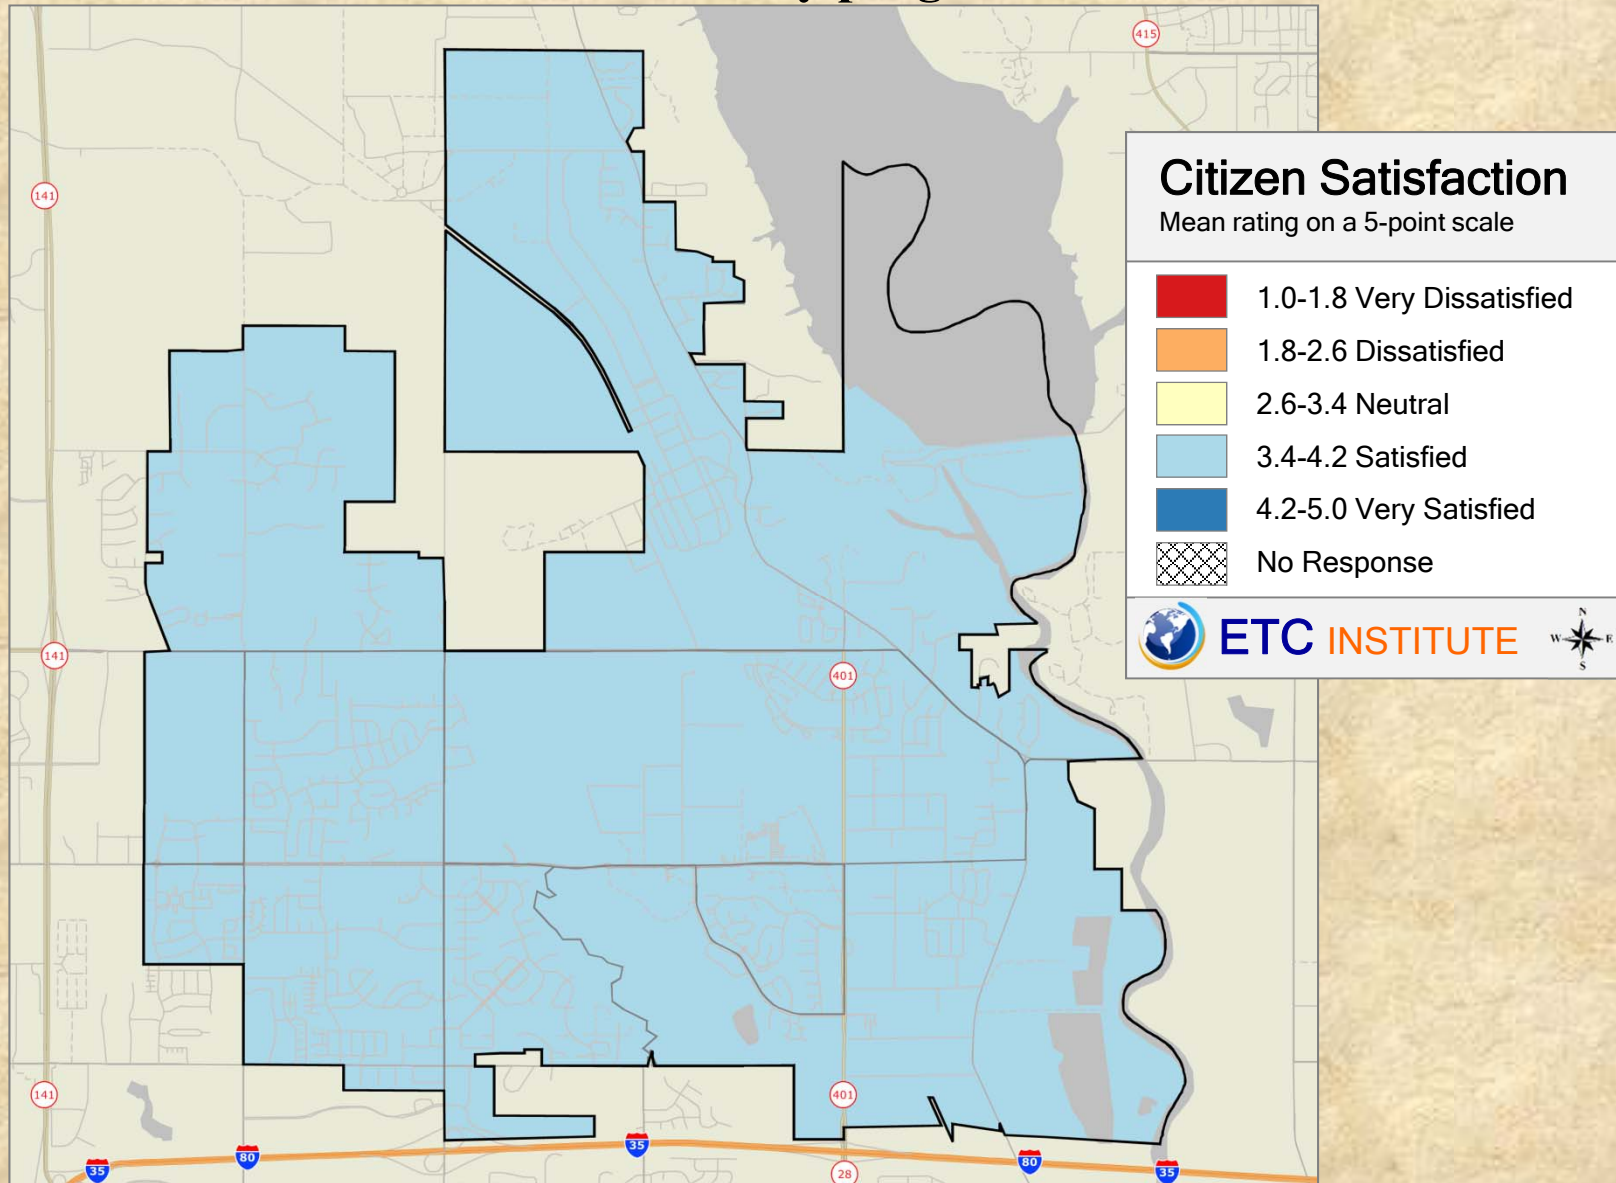 415
141
Citizen Satisfaction
Mean rating on a 5-point scale
1.0-1.8 Very Dissatisfied
1.8-2.6 Dissatisfied
2.6-3.4 Neutral
3.4-4.2 Satisfied
4.2-5.0 Very Satisfied
No Response
ETC INSTITUTE
N
W E
S
141
401
141
401
35
80
35
80
35
28